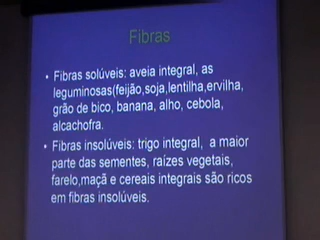 Fibras
• Fibras solúveis: aveia integral, as
leguminosas(feijão,soja,lentilha,ervilha,
grão de bico, banana, alho, cebola,
alcachofra.
• Fibras insolúveis: trigo integral, a maior
parte das sementes, raízes vegetais,
farelo,maçã e cereais integrais são ricos
em fibras insolúveis.